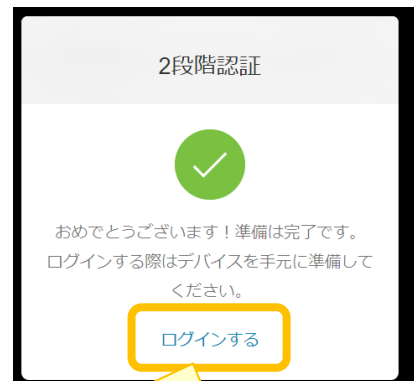 2段階認証
おめでとうございます！準備は完了です。
ログインする際はデバイスを手元に準備して
ください。
ログインする